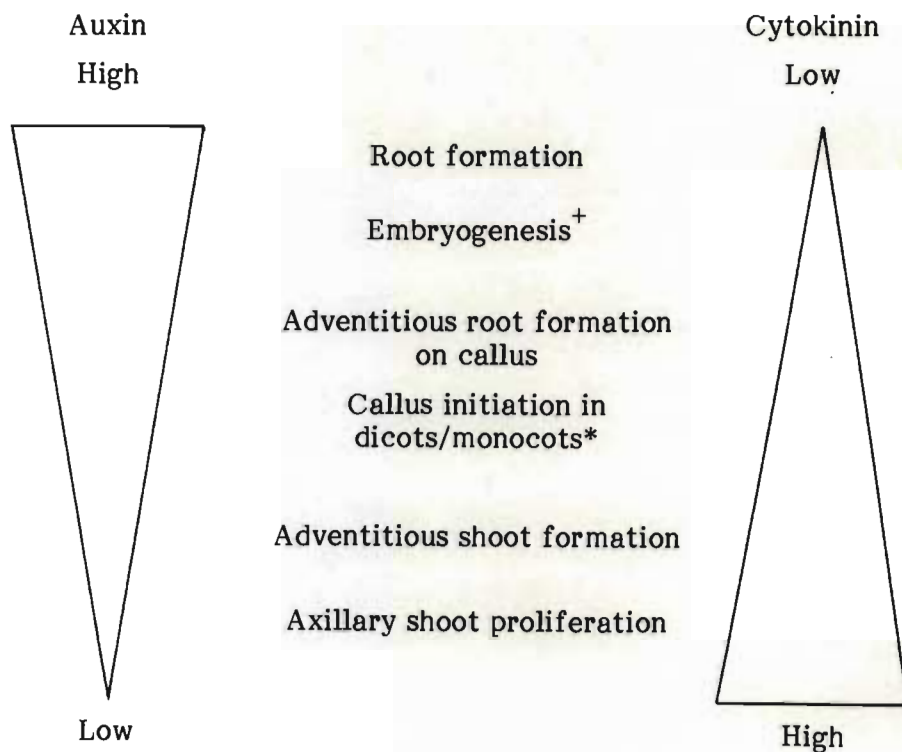 Auxin
High
Cytokinin
Low
Root formation
Embryogenesis+
Adventitious root formation
on callus
Callus initiation in
dicots/monocots*
Adventitious shoot formation
Axillary shoot proliferation
Low
High